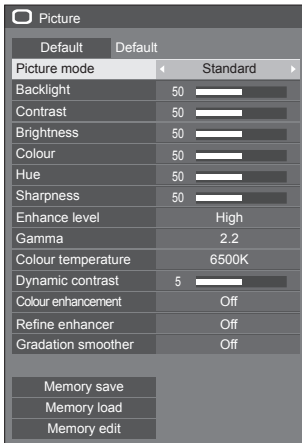 Picture
Default Default
Picture mode Standard
Backlight 50
Contrast 50
Brightness 50
Colour 50
Hue 50
Sharpness 50
Enhance level High
Gamma 2.2
Colour temperature 6500K
Dynamic contrast 5
Colour enhancement Off
Refine enhancer Off
Gradation smoother Off
Memory save
Memory load
Memory edit